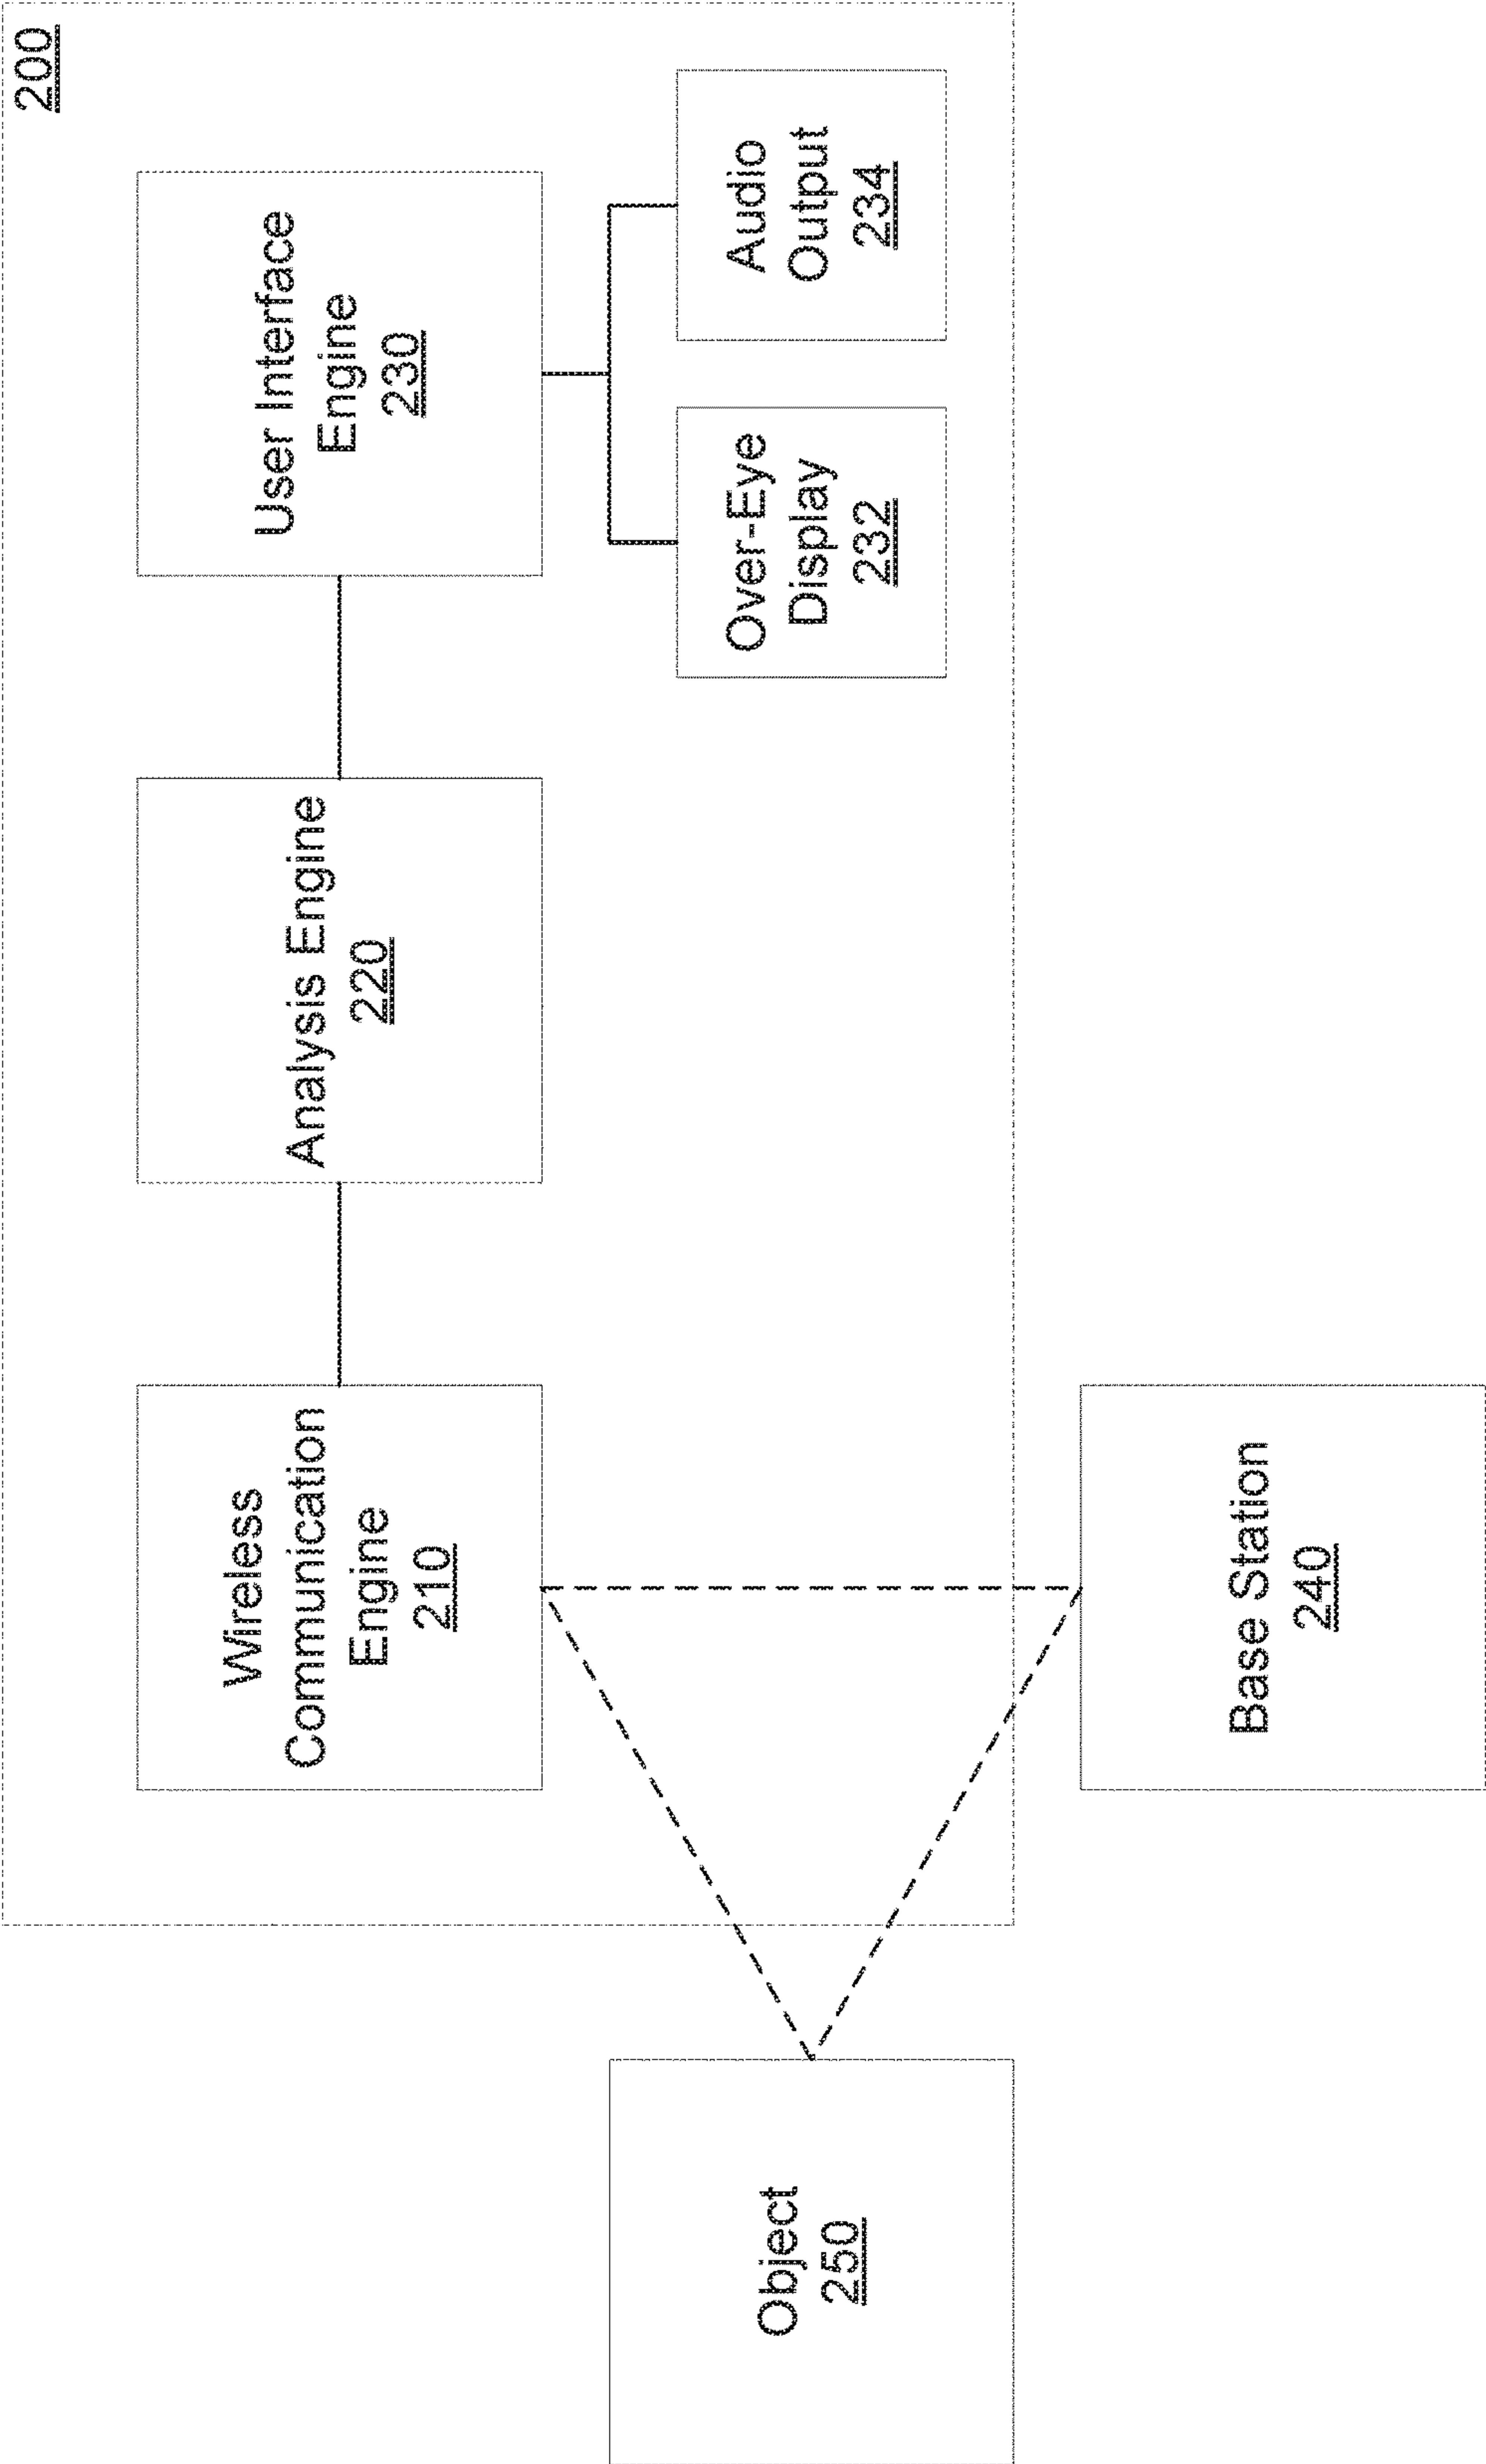 200
Wireless
Communication
Engine
210
Analysis Engine
220
User Interface
Engine
230
Over-Eye
Display
232
Audio
Output
234
Object
250
Base Station
240